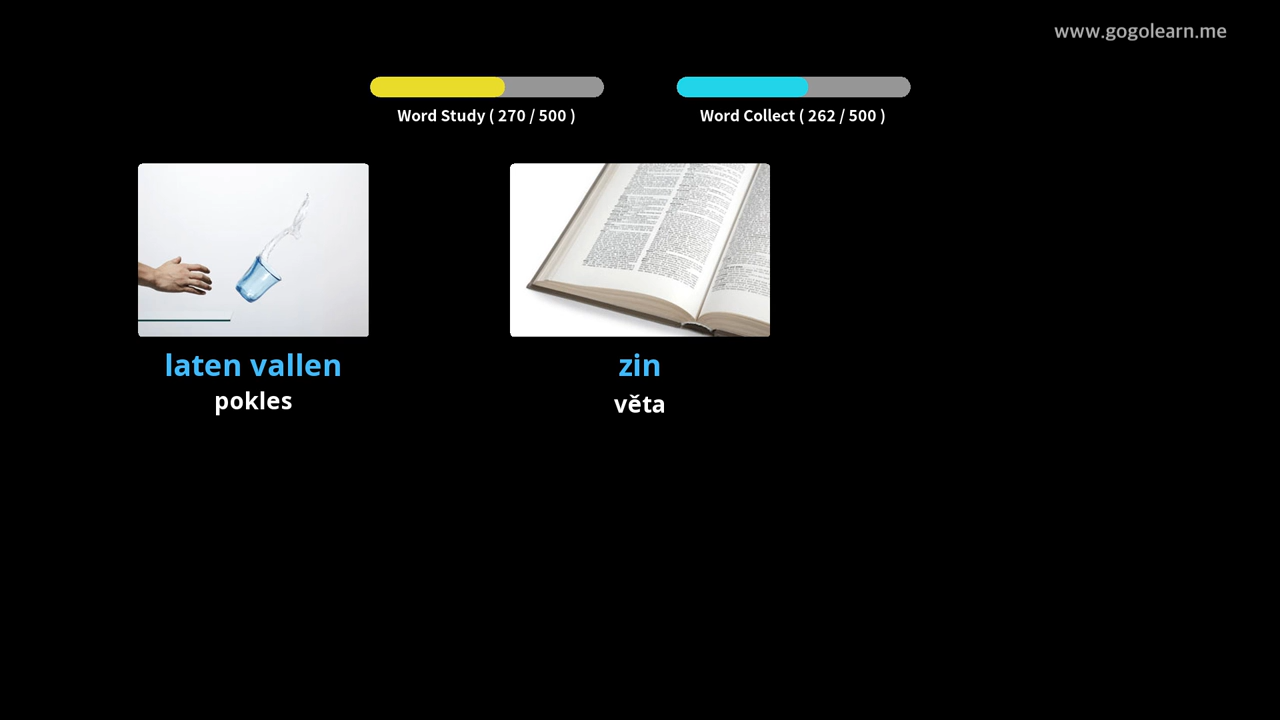 www.gogolearn.me
Word Study ( 270 / 500 )
Word Collect ( 262 / 500 )
laten vallen
pokles
zin
věta